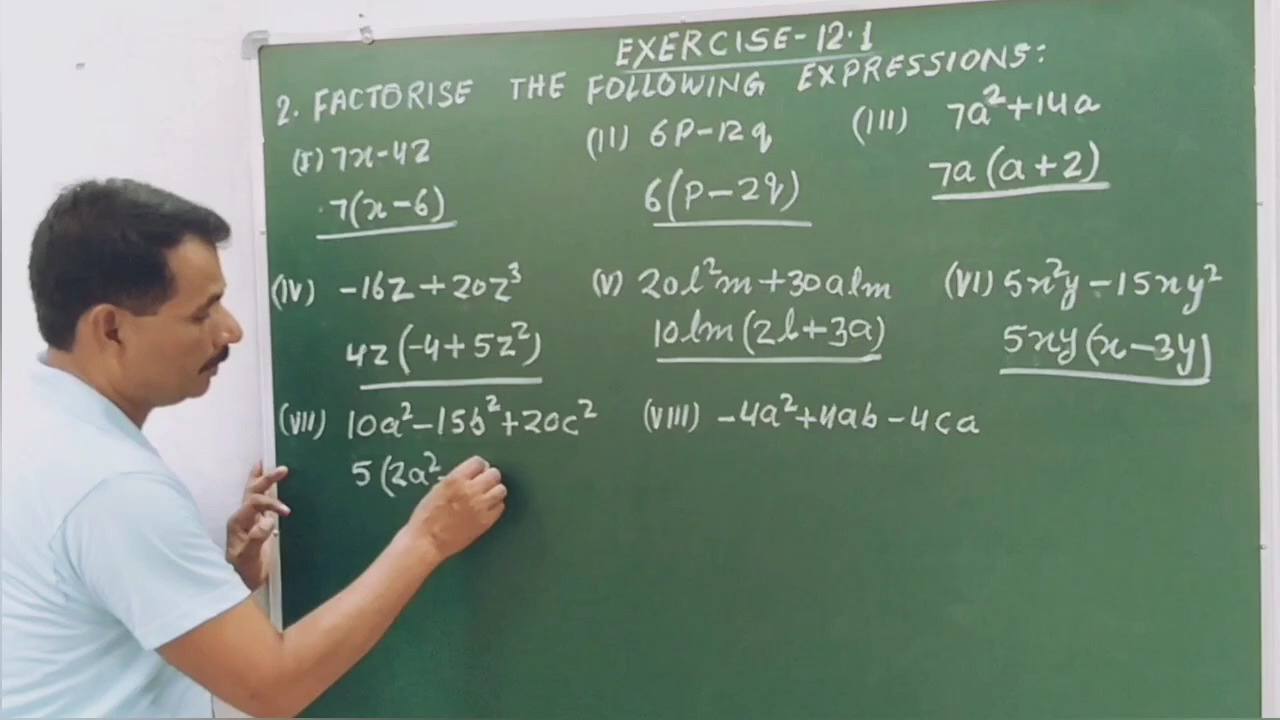 EXERCISE-12.1
2. FACTORISE THE FOLLOWING EXPRESSIONS:
(I) 7x-42 (II) 6P-12q (III) 7a²+14a
7(x-6) 6(P-2q) 7a(a+2)
(IV) -16z+20z³ (V) 20l²m+30alm (VI) 5x²y-15xy²
4z(-4+5z²) 10lm(2l+3a) 5xy(x-3y)
(VII) 10a²-15b²+20c² (VIII) -4a²+4ab-4ca
5(2a²-